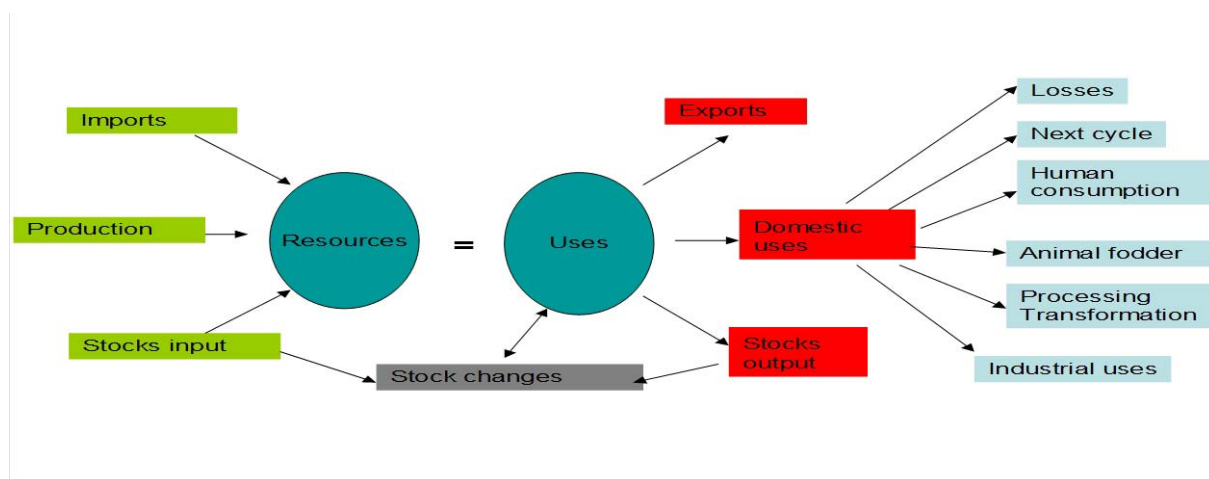 Imports
Production
Stocks input
Resources
=
Uses
Stock changes
Exports
Domestic
uses
Stocks
output
Losses
Next cycle
Human
consumption
Animal fodder
Processing
Transformation
Industrial uses